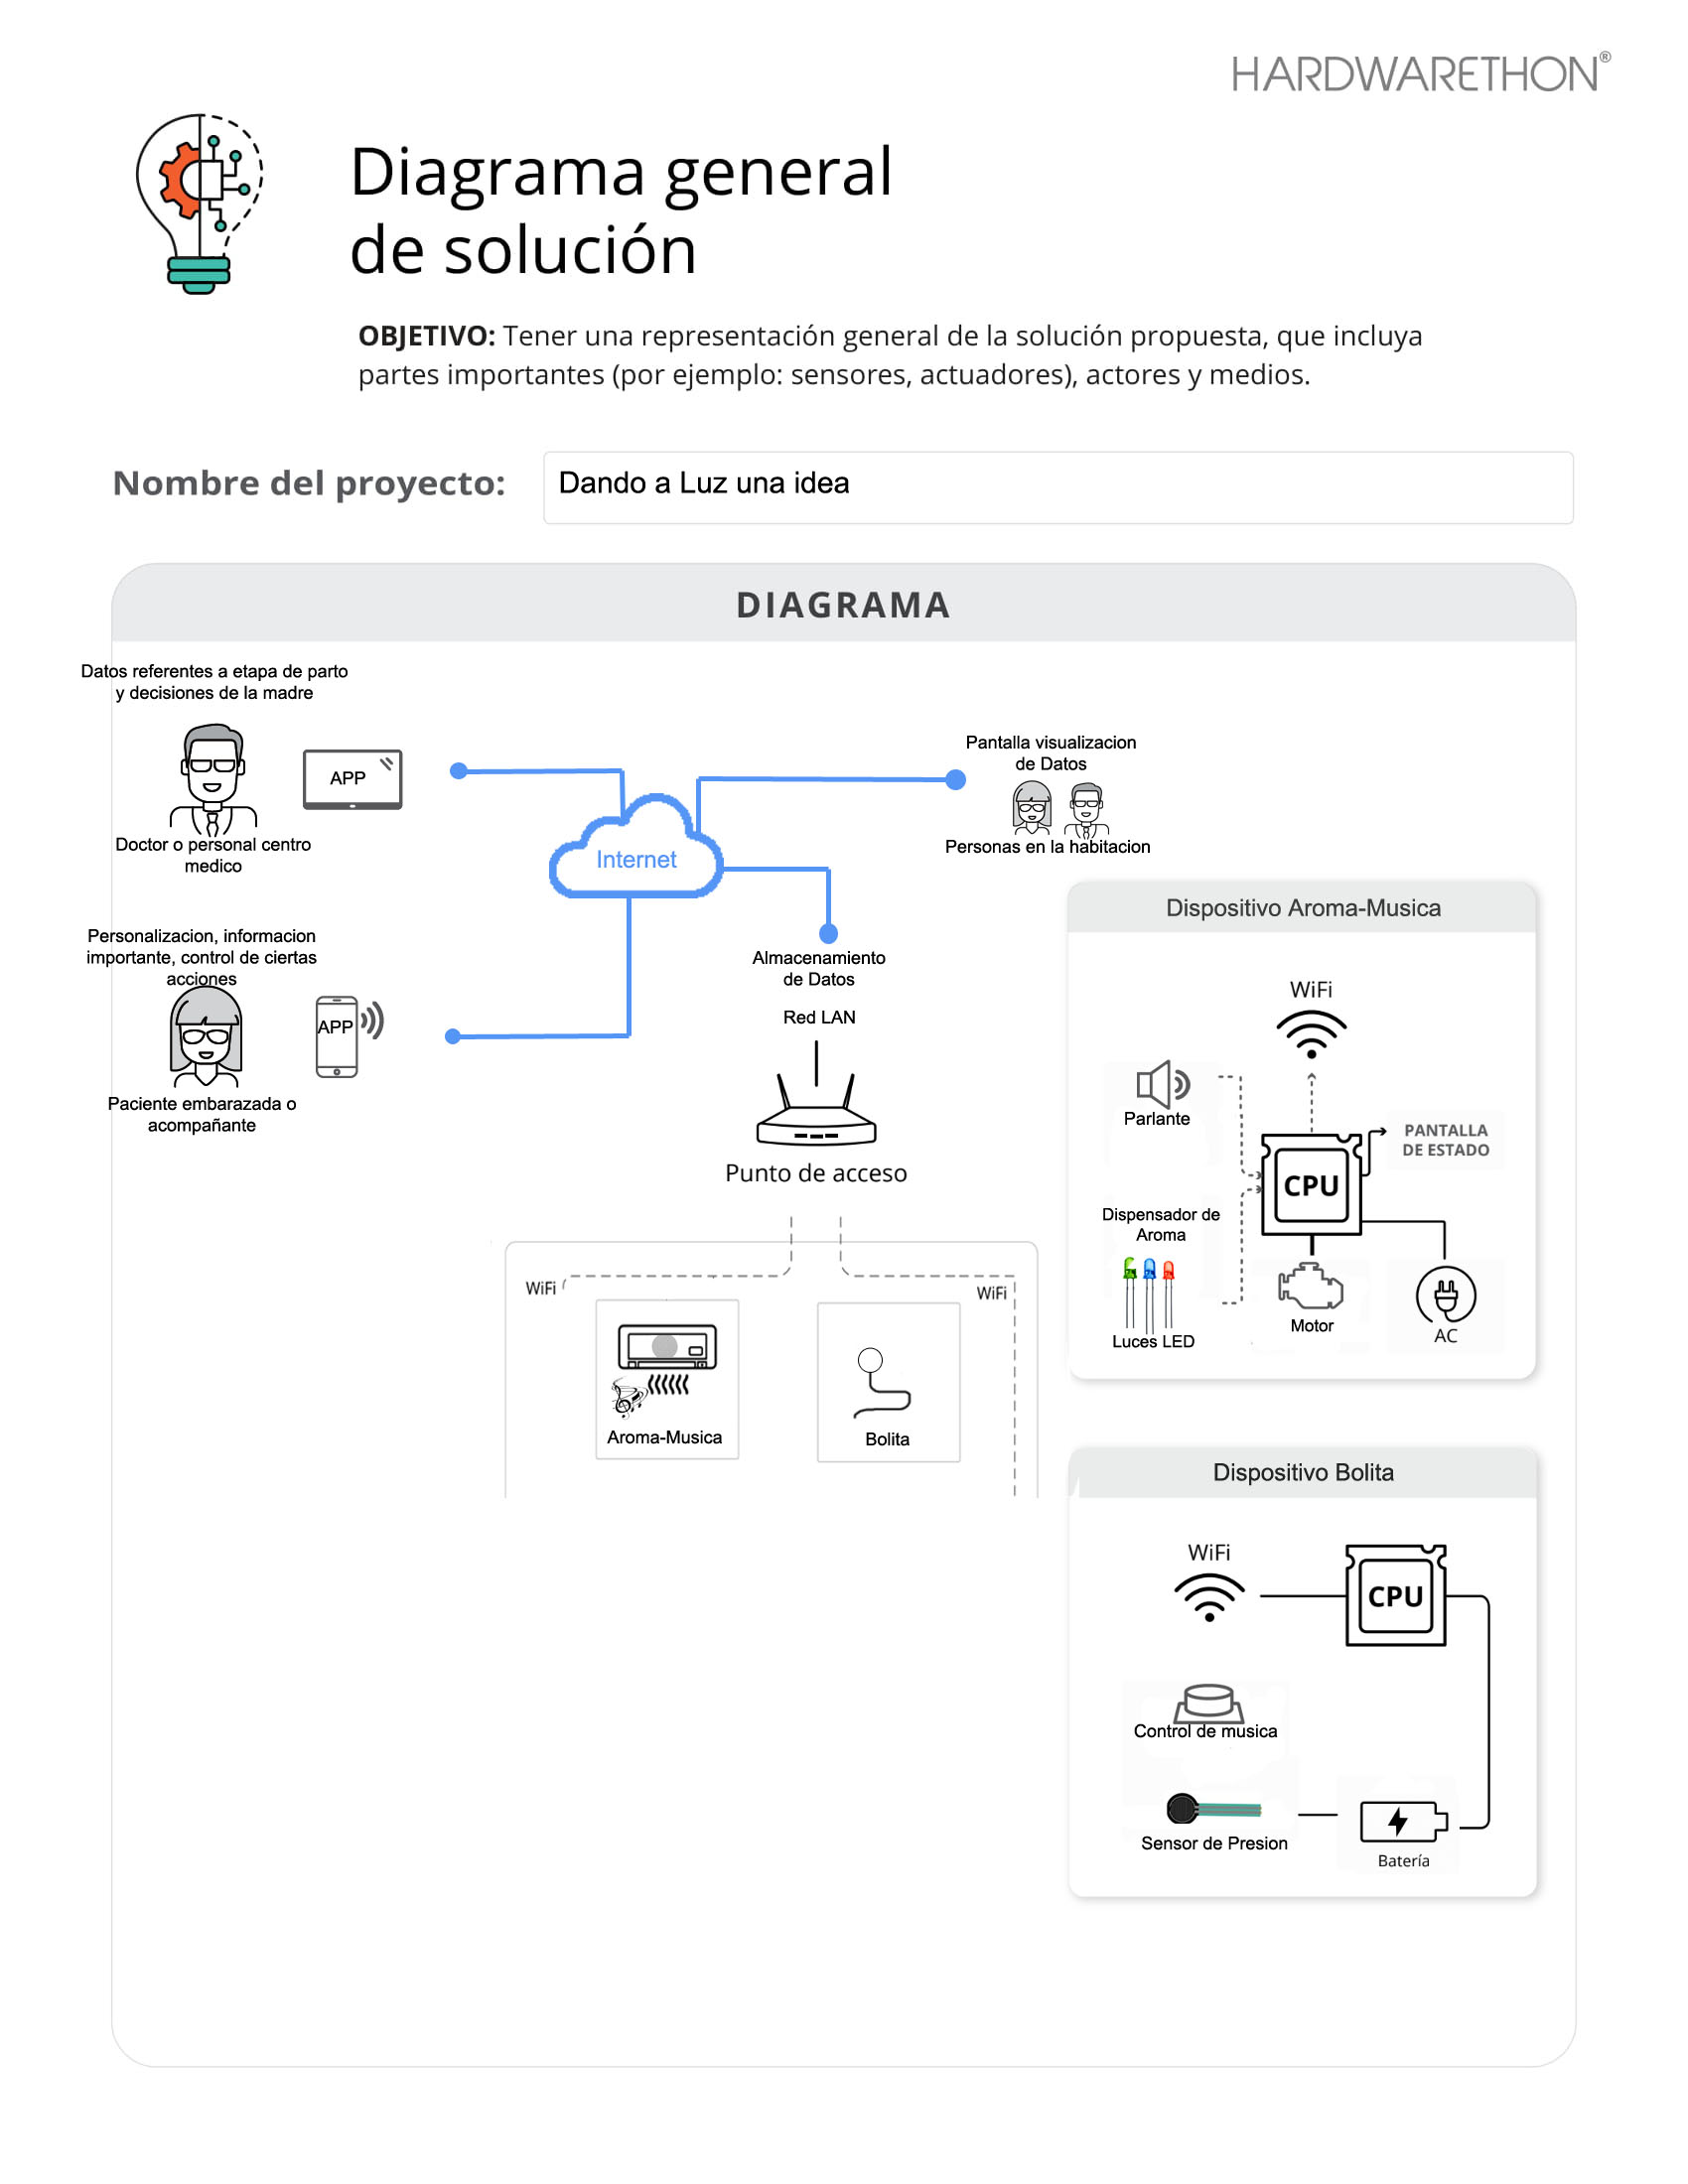 HARDWARETHON®
Diagrama general
de solución
OBJETIVO: Tener una representación general de la solución propuesta, que incluya
partes importantes (por ejemplo: sensores, actuadores), actores y medios.
Nombre del proyecto:
Dando a Luz una idea
DIAGRAMA
Datos referentes a etapa de parto
y decisiones de la madre
APP
Doctor o personal centro
medico
Personalizacion, informacion
importante, control de ciertas
acciones
APP
Paciente embarazada o
acompañante
Internet
Pantalla visualizacion
de Datos
Personas en la habitacion
Almacenamiento
de Datos
Red LAN
Punto de acceso
WiFi
WiFi
Aroma-Musica
Bolita
Dispositivo Aroma-Musica
WiFi
Parlante
CPU
PANTALLA
DE ESTADO
Dispensador de
Aroma
Luces LED
Motor
AC
Dispositivo Bolita
WiFi
CPU
Control de musica
Sensor de Presion
Batería